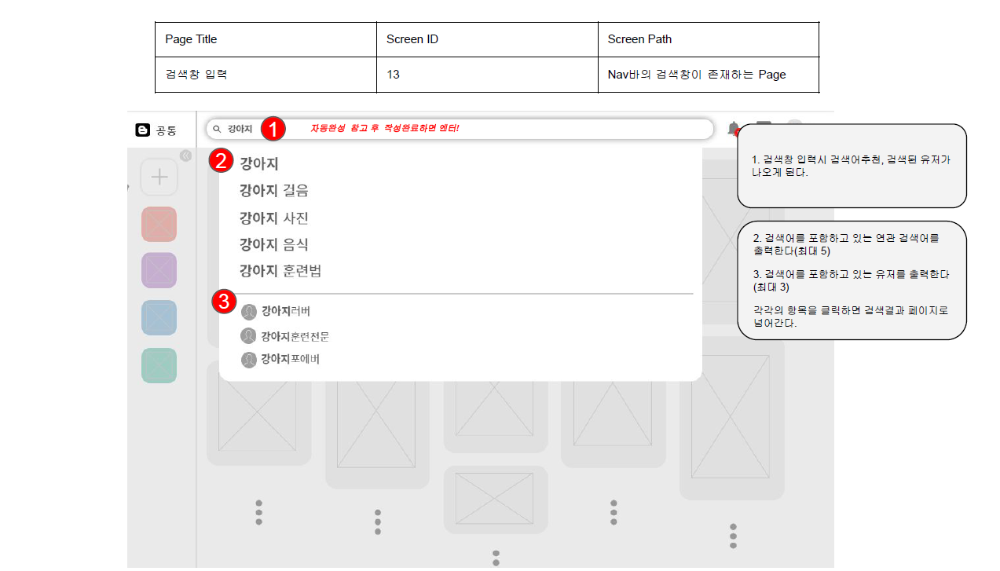 Page Title
Screen ID
Screen Path
검색창 입력
13
Nav바의 검색창이 존재하는 Page
공통
강아지
1
자동완성 참고 후 작성완료하면 엔터!
2
강아지
강아지 걸음
강아지 사진
강아지 음식
강아지 훈련법
3
강아지러버
강아지훈련전문
강아지포에버
1. 검색창 입력시 검색어추천, 검색된 유저가
나오게 된다.
2. 검색어를 포함하고 있는 연관 검색어를
출력한다(최대 5)
3. 검색어를 포함하고 있는 유저를 출력한다
(최대 3)
각각의 항목을 클릭하면 검색결과 페이지로
넘어간다.